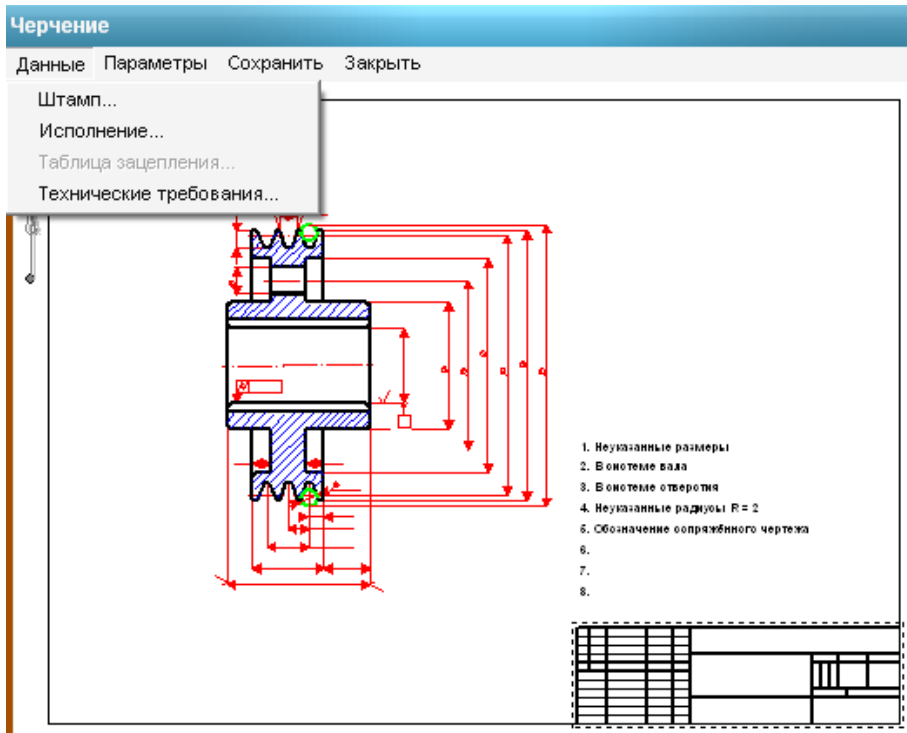 Черчение
Данные Параметры Сохранить Закрыть
Штамп...
Исполнение...
Таблица зацепления...
Технические требования...
1. Неуказанные размеры
2. В системе вала
3. В системе отверстия
4. Неуказанные радиусы R = 2
5. Обозначение сопряжённого чертежа
6.
7.
8.